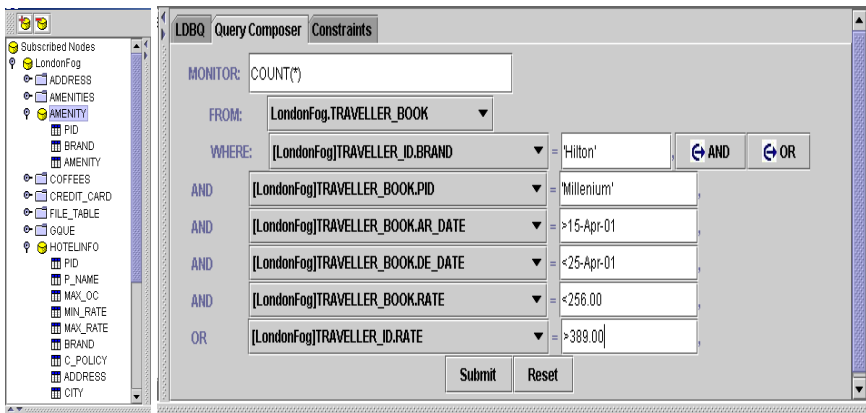 Subscribed Nodes
LondonFog
ADDRESS
AMENITIES
AMENITY
PID
BRAND
AMENITY
COFFEES
CREDIT_CARD
FILE_TABLE
GQUE
HOTELINFO
PID
P_NAME
MAX_OC
MIN_RATE
MAX_RATE
BRAND
C_POLICY
ADDRESS
CITY
LDBQ Query Composer Constraints
MONITOR: COUNT(*)
FROM: LondonFog.TRAVELLER_BOOK
WHERE: [LondonFog]TRAVELLER_ID.BRAND = 'Hilton' , AND OR
AND [LondonFog]TRAVELLER_BOOK.PID = 'Millenium' ,
AND [LondonFog]TRAVELLER_BOOK.AR_DATE = >15-Apr-01 ,
AND [LondonFog]TRAVELLER_BOOK.DE_DATE = <25-Apr-01 ,
AND [LondonFog]TRAVELLER_BOOK.RATE = <256.00 ,
OR [LondonFog]TRAVELLER_ID.RATE = >389.00 ,
Submit Reset